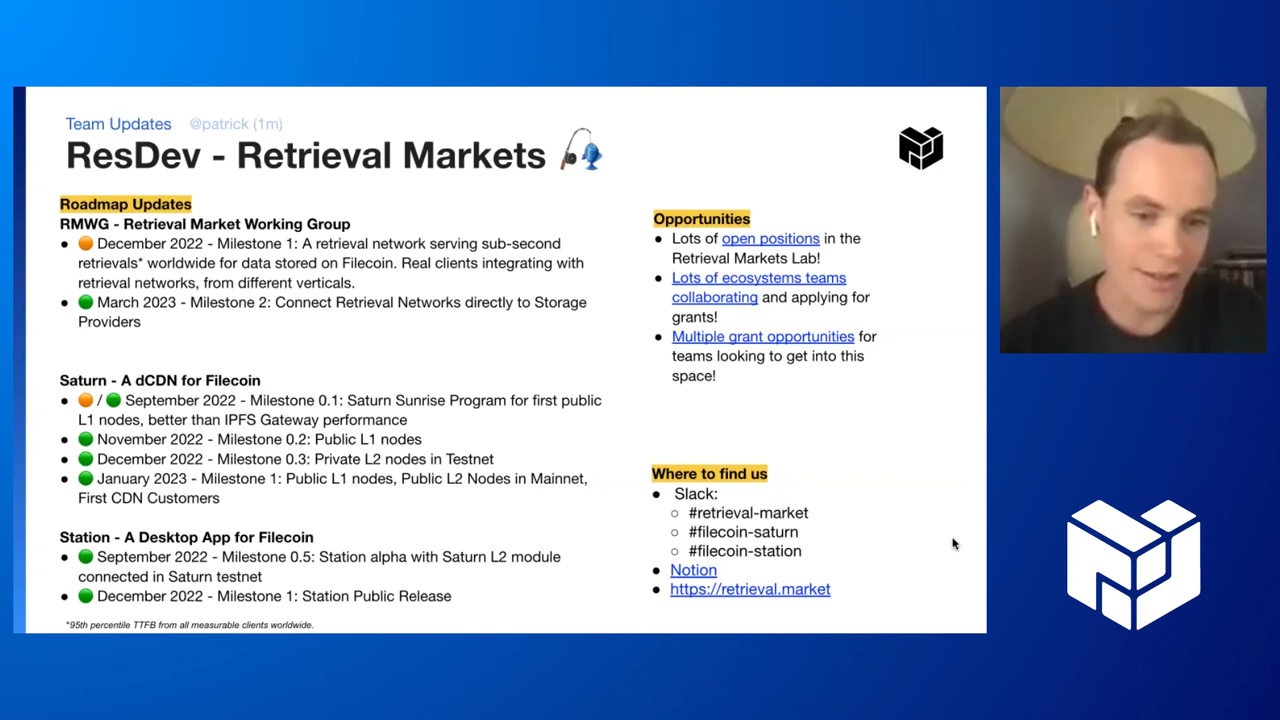 Team Updates @patrick (1m)
ResDev - Retrieval Markets
Roadmap Updates
RMWG - Retrieval Market Working Group
● December 2022 - Milestone 1: A retrieval network serving sub-second
retrievals* worldwide for data stored on Filecoin. Real clients integrating with
retrieval networks, from different verticals.
● March 2023 - Milestone 2: Connect Retrieval Networks directly to Storage
Providers
Saturn - A dCDN for Filecoin
● / September 2022 - Milestone 0.1: Saturn Sunrise Program for first public
L1 nodes, better than IPFS Gateway performance
● November 2022 - Milestone 0.2: Public L1 nodes
● December 2022 - Milestone 0.3: Private L2 nodes in Testnet
● January 2023 - Milestone 1: Public L1 nodes, Public L2 Nodes in Mainnet,
First CDN Customers
Station - A Desktop App for Filecoin
● September 2022 - Milestone 0.5: Station alpha with Saturn L2 module
connected in Saturn testnet
● December 2022 - Milestone 1: Station Public Release
*95th percentile TTFB from all measurable clients worldwide.
Opportunities
● Lots of open positions in the
Retrieval Markets Lab!
● Lots of ecosystems teams
collaborating and applying for
grants!
● Multiple grant opportunities for
teams looking to get into this
space!
Where to find us
● Slack:
○ #retrieval-market
○ #filecoin-saturn
○ #filecoin-station
● Notion
● https://retrieval.market